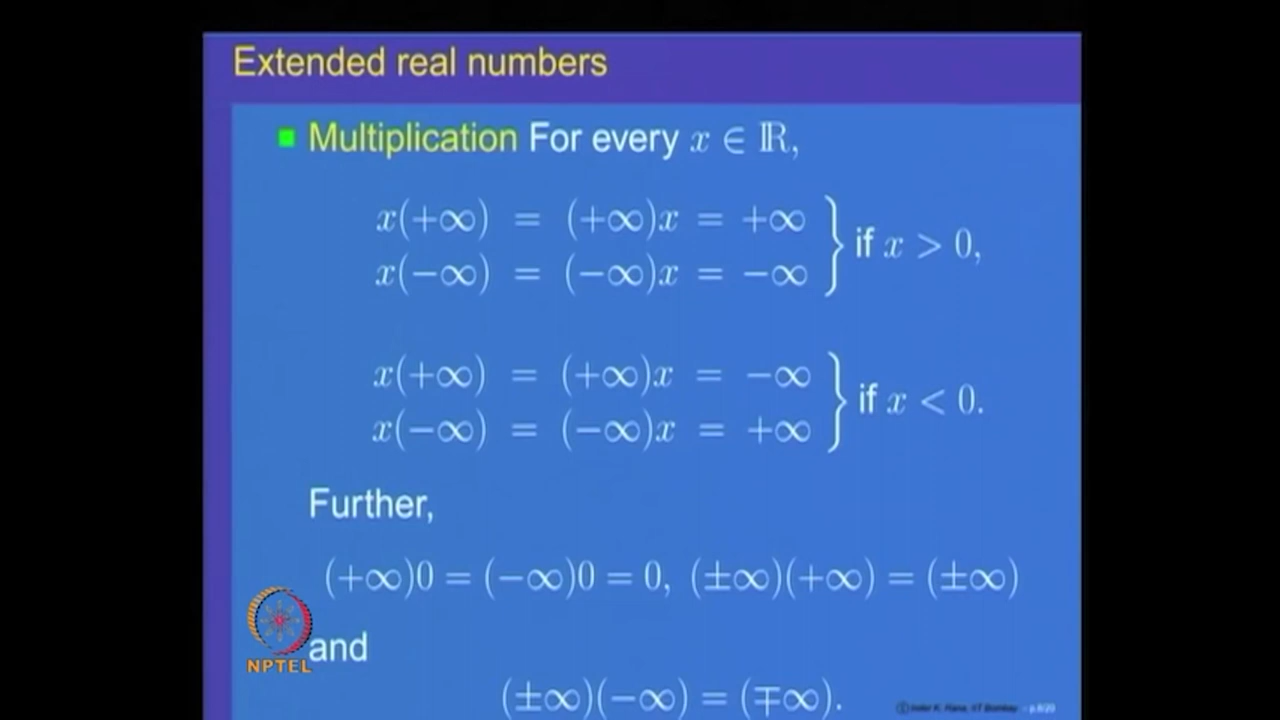 Extended real numbers
Multiplication For every x ∈ ℝ,
x(+∞) = (+∞)x = +∞
x(−∞) = (−∞)x = −∞ } if x > 0,
x(+∞) = (+∞)x = −∞
x(−∞) = (−∞)x = +∞ } if x < 0.
Further,
(+∞)0 = (−∞)0 = 0, (±∞)(+∞) = (±∞)
and
(±∞)(−∞) = (∓∞).
NPTEL